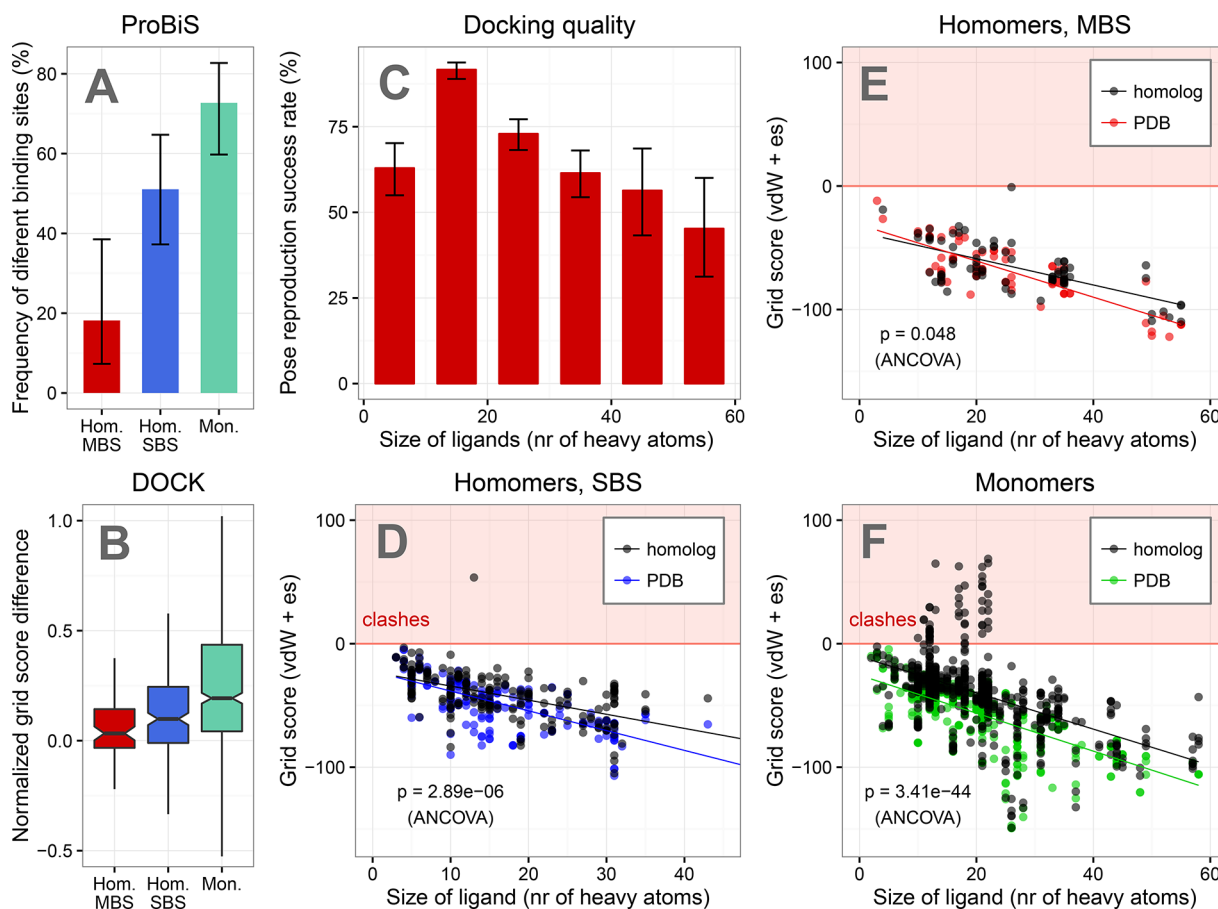 ProBiS
A
Frequency of diferent binding sites (%)
80
60
40
20
0
Hom.
MBS
Hom.
SBS
Mon.
Docking quality
C
Pose reproduction success rate (%)
75
50
25
0
0
20
40
60
Size of ligands (nr of heavy atoms)
Homomers, MBS
E
homolog
PDB
Grid score (vdW + es)
100
0
−100
p = 0.048
(ANCOVA)
0
20
40
60
Size of ligand (nr of heavy atoms)
DOCK
B
Normalized grid score difference
1.0
0.5
0.0
−0.5
Hom.
MBS
Hom.
SBS
Mon.
Homomers, SBS
D
homolog
PDB
clashes
Grid score (vdW + es)
100
0
−100
p = 2.89e−06
(ANCOVA)
0
10
20
30
40
Size of ligand (nr of heavy atoms)
Monomers
F
homolog
PDB
clashes
Grid score (vdW + es)
100
0
−100
p = 3.41e−44
(ANCOVA)
0
20
40
60
Size of ligand (nr of heavy atoms)